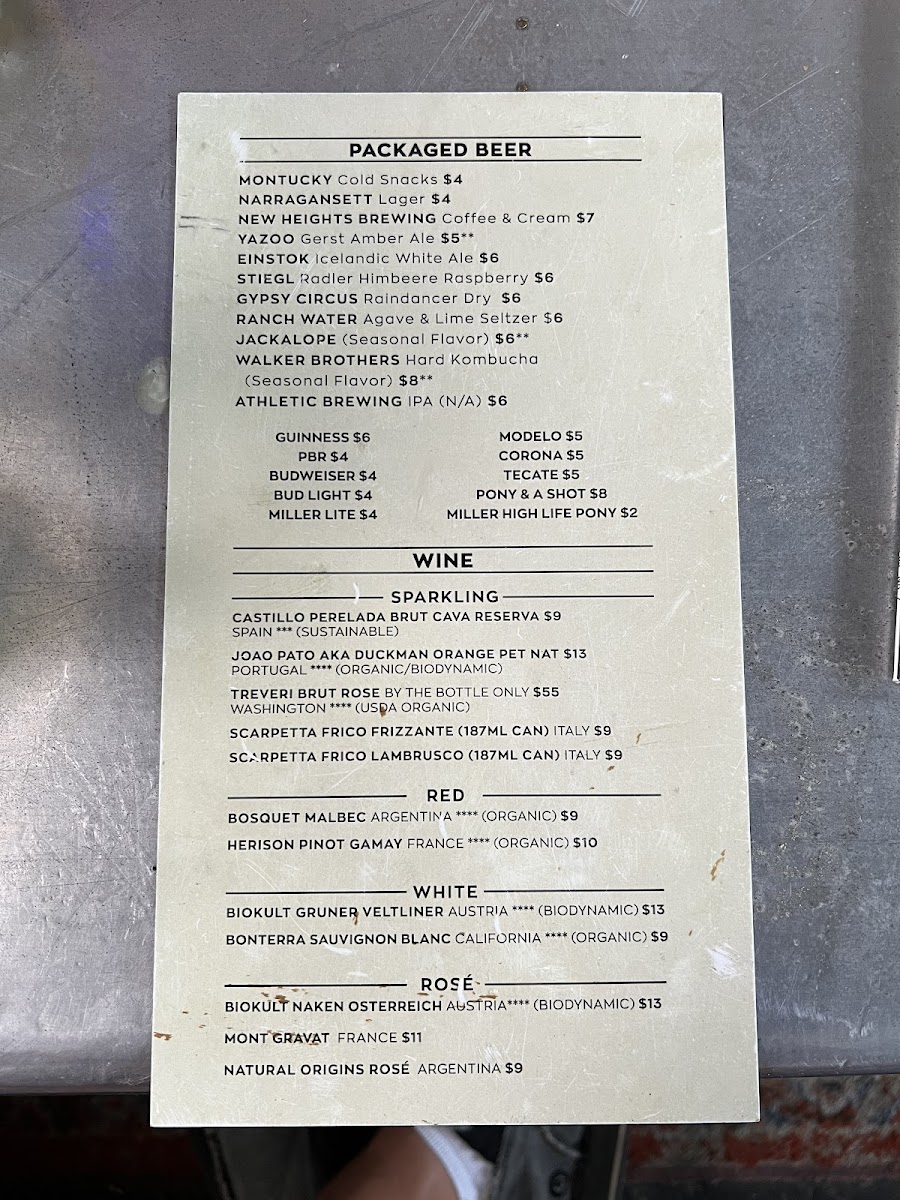 PACKAGED BEER
MONTUCKY Cold Snacks $4
NARRAGANSETT Lager $4
NEW HEIGHTS BREWING Coffee & Cream $7
YAZOO Gerst Amber Ale $5**
EINSTOK Icelandic White Ale $6
STIEGL Radler Himbeere Raspberry $6
GYPSY CIRCUS Raindancer Dry $6
RANCH WATER Agave & Lime Seltzer $6
JACKALOPE (Seasonal Flavor) $6**
WALKER BROTHERS Hard Kombucha
(Seasonal Flavor) $8**
ATHLETIC BREWING IPA (N/A) $6
GUINNESS $6
PBR $4
BUDWEISER $4
BUD LIGHT $4
MILLER LITE $4
MODELO $5
CORONA $5
TECATE $5
PONY & A SHOT $8
MILLER HIGH LIFE PONY $2
WINE
SPARKLING
CASTILLO PERELADA BRUT CAVA RESERVA $9
SPAIN *** (SUSTAINABLE)
JOAO PATO AKA DUCKMAN ORANGE PET NAT $13
PORTUGAL **** (ORGANIC/BIODYNAMIC)
TREVERI BRUT ROSE BY THE BOTTLE ONLY $55
WASHINGTON **** (USDA ORGANIC)
SCARPETTA FRICO FRIZZANTE (187ML CAN) ITALY $9
SCARPETTA FRICO LAMBRUSCO (187ML CAN) ITALY $9
RED
BOSQUET MALBEC ARGENTINA **** (ORGANIC) $9
HERISON PINOT GAMAY FRANCE **** (ORGANIC) $10
WHITE
BIOKULT GRUNER VELTLINER AUSTRIA **** (BIODYNAMIC) $13
BONTERRA SAUVIGNON BLANC CALIFORNIA **** (ORGANIC) $9
ROSÉ
BIOKULT NAKEN OSTERREICH AUSTRIA**** (BIODYNAMIC) $13
MONT GRAVAT FRANCE $11
NATURAL ORIGINS ROSÉ ARGENTINA $9